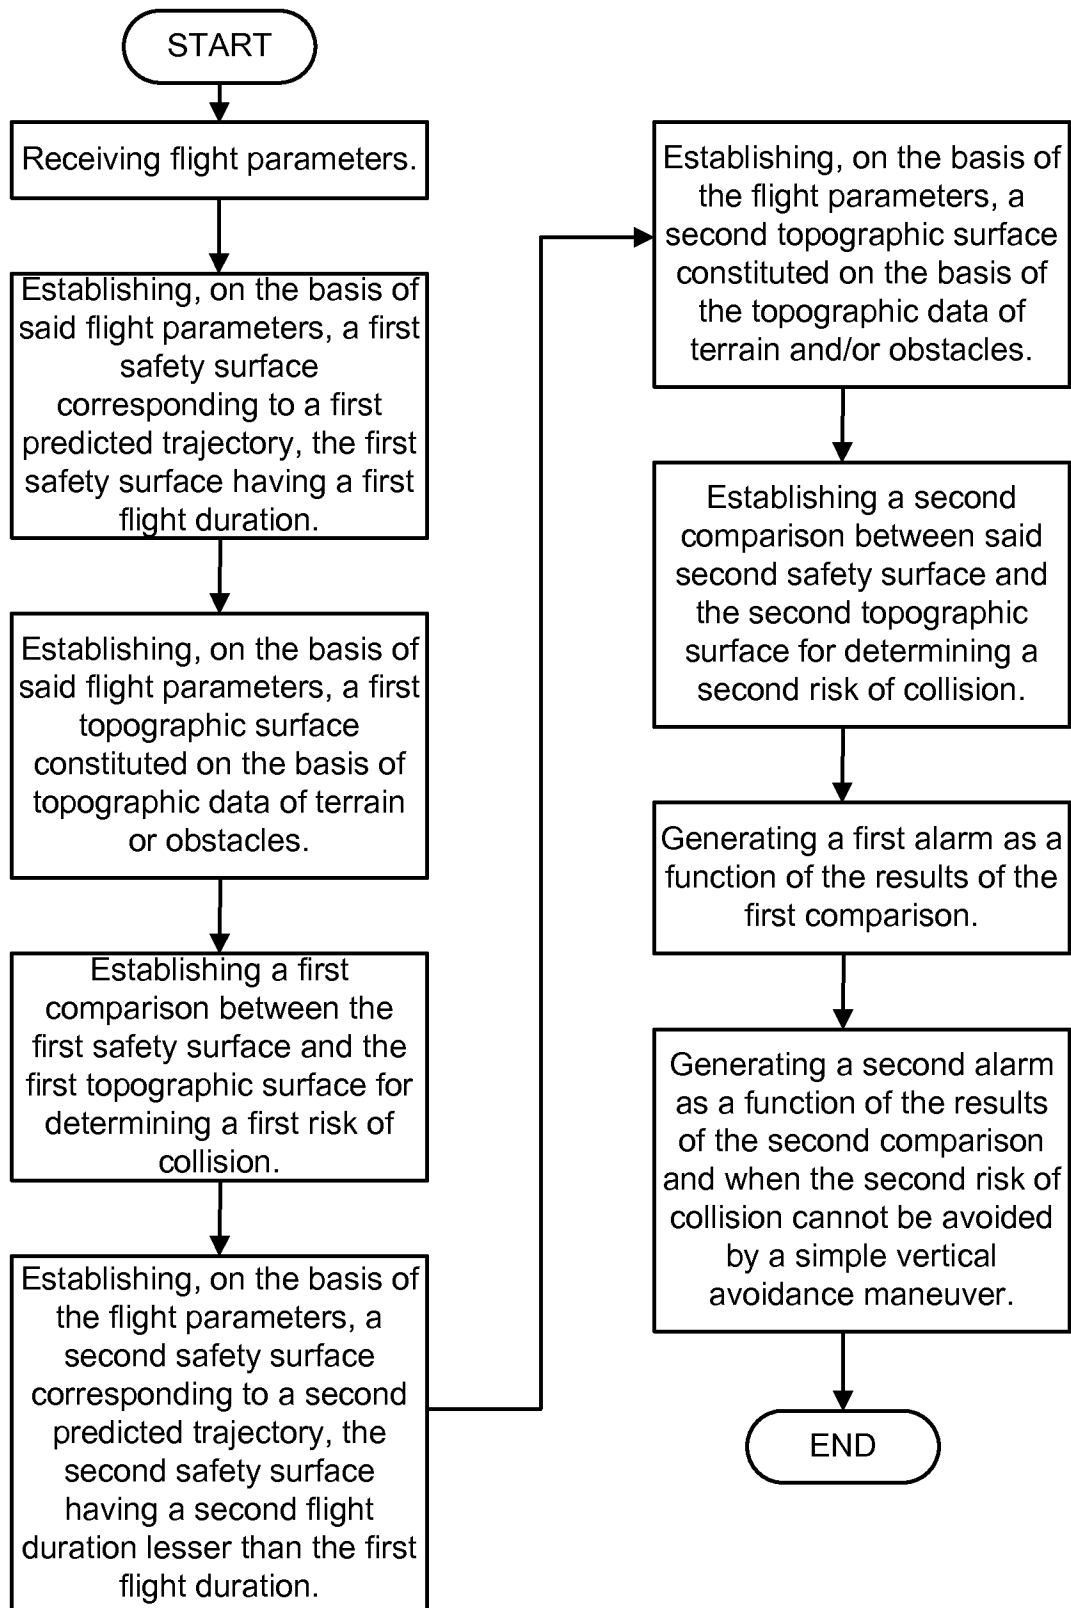 START
Receiving flight parameters.
Establishing, on the basis of
said flight parameters, a first
safety surface
corresponding to a first
predicted trajectory, the first
safety surface having a first
flight duration.
Establishing, on the basis of
said flight parameters, a first
topographic surface
constituted on the basis of
topographic data of terrain
or obstacles.
Establishing a first
comparison between the
first safety surface and the
first topographic surface for
determining a first risk of
collision.
Establishing, on the basis of
the flight parameters, a
second safety surface
corresponding to a second
predicted trajectory, the
second safety surface
having a second flight
duration lesser than the first
flight duration.
Establishing, on the basis of
the flight parameters, a
second topographic surface
constituted on the basis of
the topographic data of
terrain and/or obstacles.
Establishing a second
comparison between said
second safety surface and
the second topographic
surface for determining a
second risk of collision.
Generating a first alarm as a
function of the results of the
first comparison.
Generating a second alarm
as a function of the results
of the second comparison
and when the second risk of
collision cannot be avoided
by a simple vertical
avoidance maneuver.
END